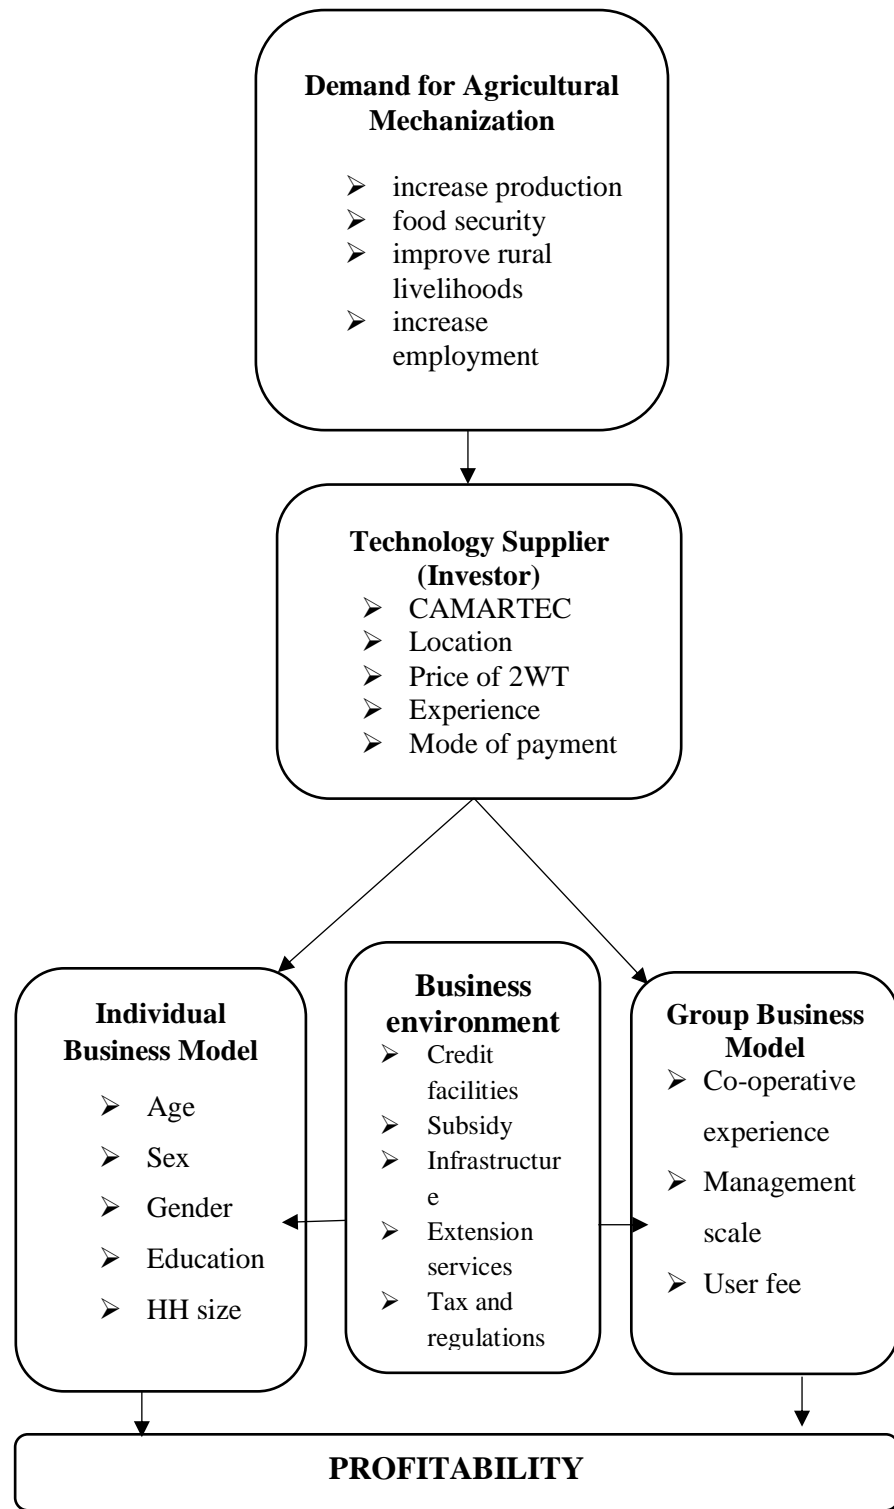 Demand for Agricultural
Mechanization
➢ increase production
➢ food security
➢ improve rural
livelihoods
➢ increase
employment
Technology Supplier
(Investor)
➢ CAMARTEC
➢ Location
➢ Price of 2WT
➢ Experience
➢ Mode of payment
Individual
Business Model
➢ Age
➢ Sex
➢ Gender
➢ Education
➢ HH size
Business
environment
➢ Credit
facilities
➢ Subsidy
➢ Infrastructur
e
➢ Extension
services
➢ Tax and
regulations
Group Business
Model
➢ Co-operative
experience
➢ Management
scale
➢ User fee
PROFITABILITY